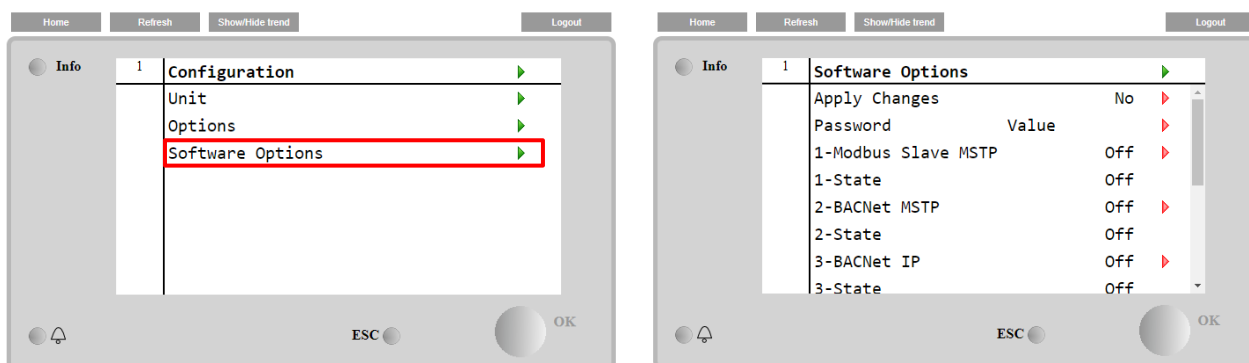 Home Refresh Show/Hide trend Logout
Info
1 Configuration
Unit
Options
Software Options
ESC
OK
Home Refresh Show/Hide trend Logout
Info
1 Software Options
Apply Changes No
Password Value
1-Modbus Slave MSTP Off
1-State Off
2-BACNet MSTP Off
2-State Off
3-BACNet IP Off
3-State Off
ESC
OK